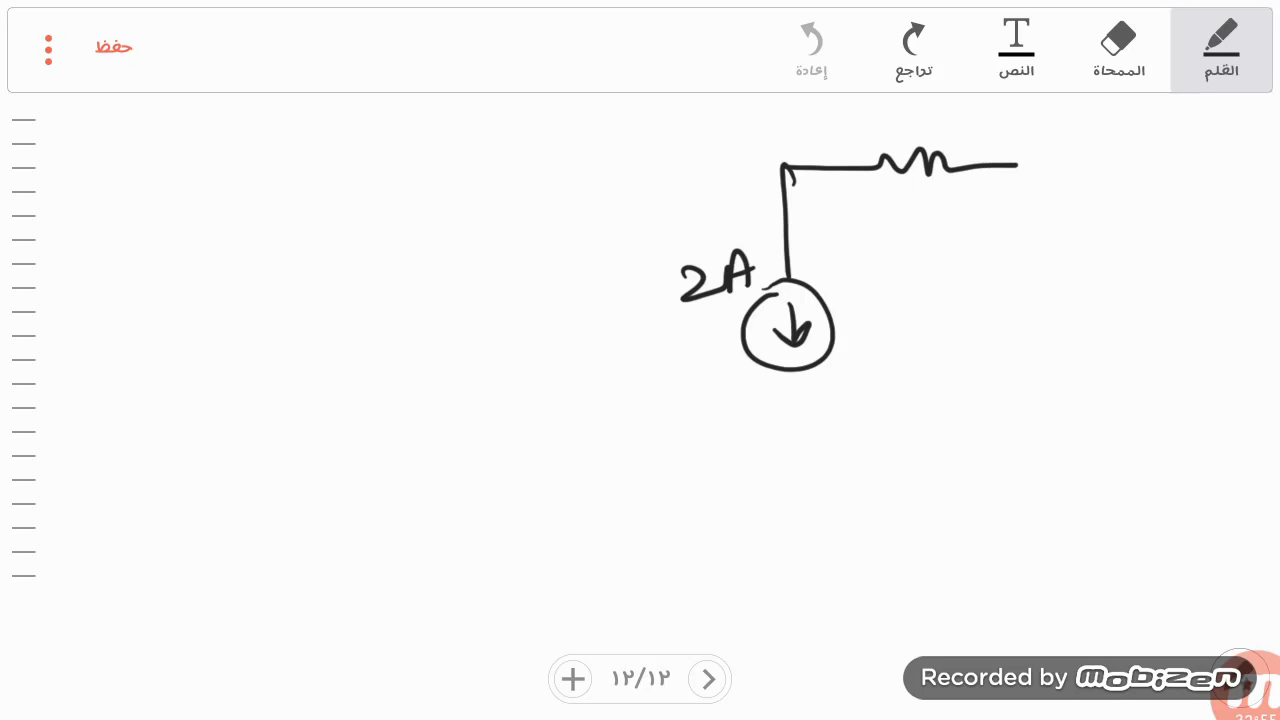 حفظ إعادة تراجع النص الممحاة القلم
2A
١٢/١٢
Recorded by mobizen